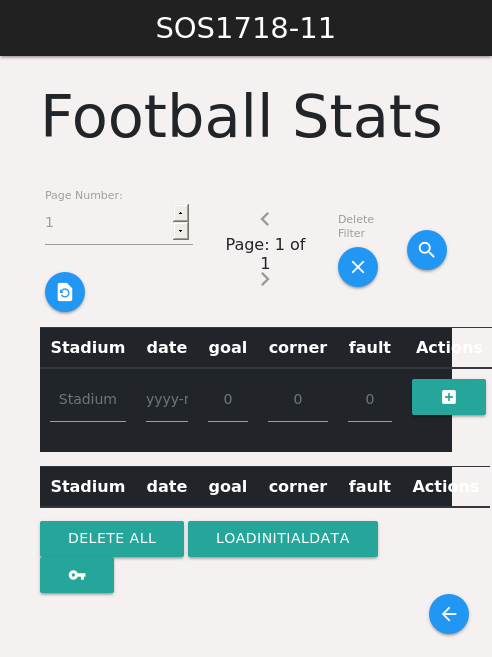 SOS1718-11
Football Stats
Page Number:
1
Page: 1 of
1
Delete
Filter
Stadium date goal corner fault Actions
Stadium yyyy-r 0 0 0
Stadium date goal corner fault Actions
DELETE ALL LOADINITIALDATA